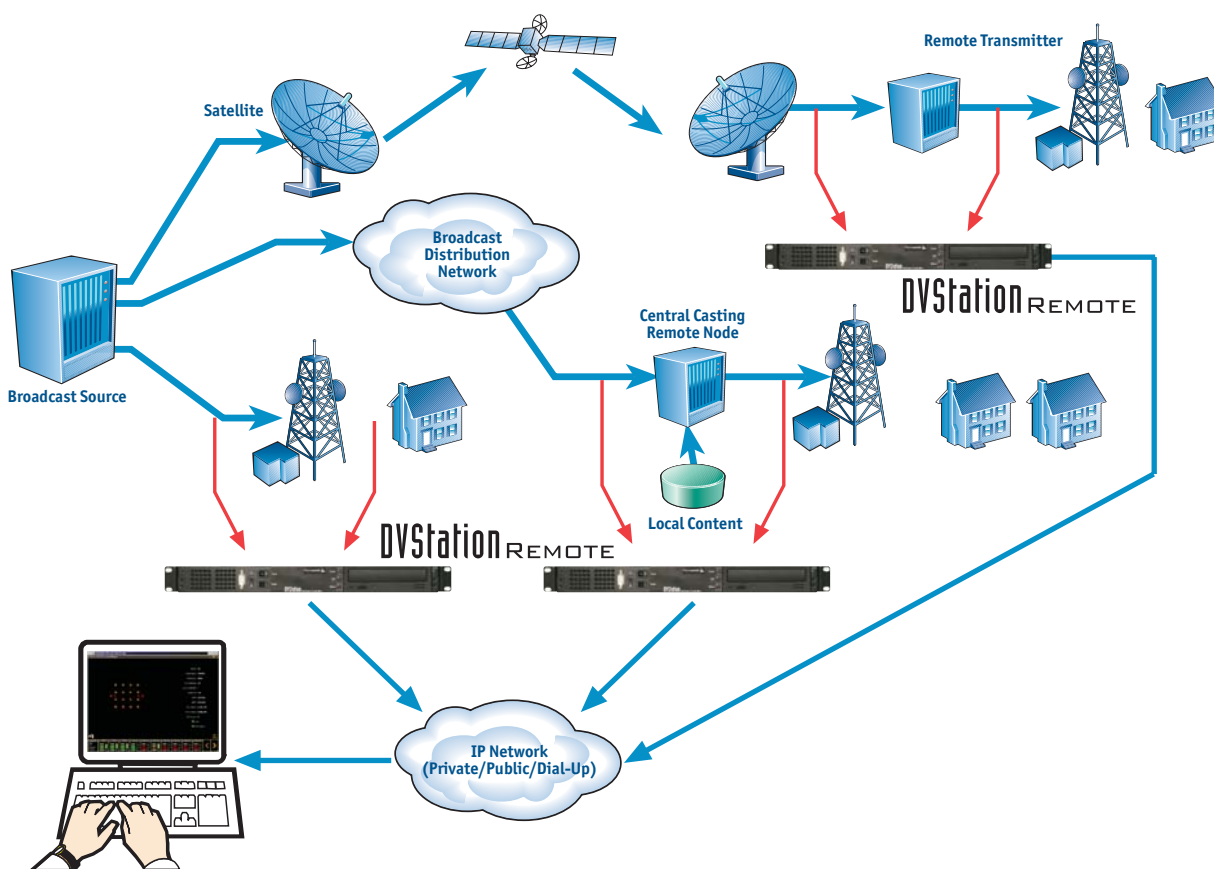 Remote Transmitter
Satellite
Broadcast
Distribution
Network
DVStation REMOTE
Central Casting
Remote Node
Broadcast Source
Local Content
DVStation REMOTE
IP Network
(Private/Public/Dial-Up)